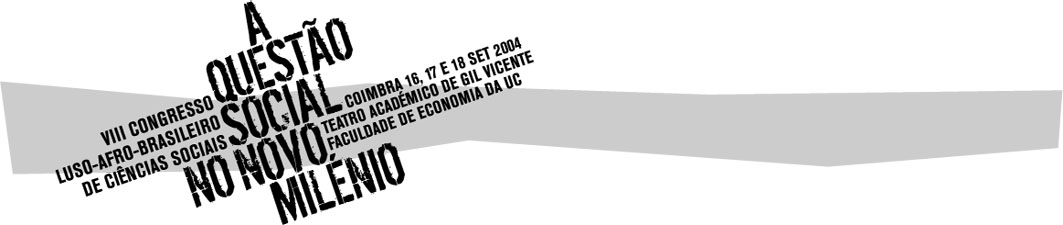 A
QUESTÃO
SOCIAL
NO NOVO
MILÉNIO
VIII CONGRESSO
LUSO-AFRO-BRASILEIRO
DE CIÊNCIAS SOCIAIS
COIMBRA 16, 17 E 18 SET 2004
TEATRO ACADÉMICO DE GIL VICENTE
FACULDADE DE ECONOMIA DA UC